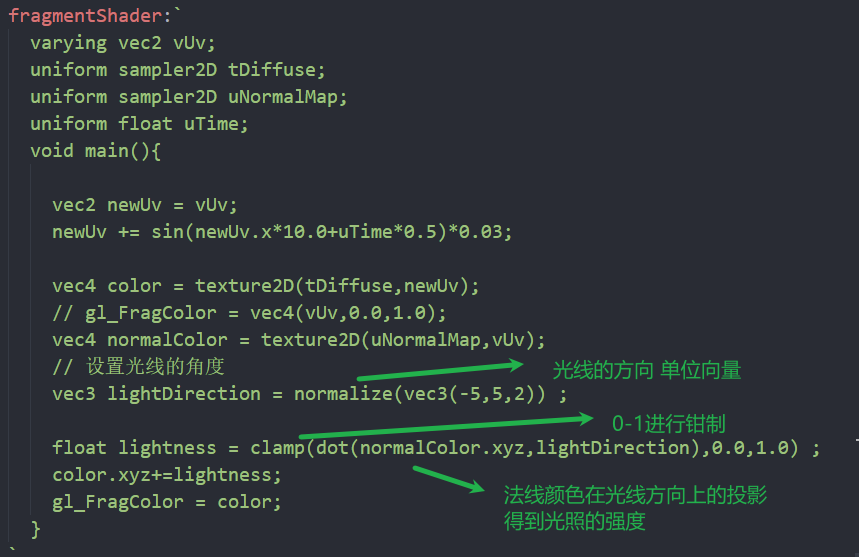 fragmentShader:`
varying vec2 vUv;
uniform sampler2D tDiffuse;
uniform sampler2D uNormalMap;
uniform float uTime;
void main(){
vec2 newUv = vUv;
newUv += sin(newUv.x*10.0+uTime*0.5)*0.03;
vec4 color = texture2D(tDiffuse,newUv);
// gl_FragColor = vec4(vUv,0.0,1.0);
vec4 normalColor = texture2D(uNormalMap,vUv);
// 设置光线的角度
光线的方向 单位向量
vec3 lightDirection = normalize(vec3(-5,5,2)) ;
0-1进行钳制
float lightness = clamp(dot(normalColor.xyz,lightDirection),0.0,1.0) ;
color.xyz+=lightness;
法线颜色在光线方向上的投影
gl_FragColor = color;
得到光照的强度
}
`